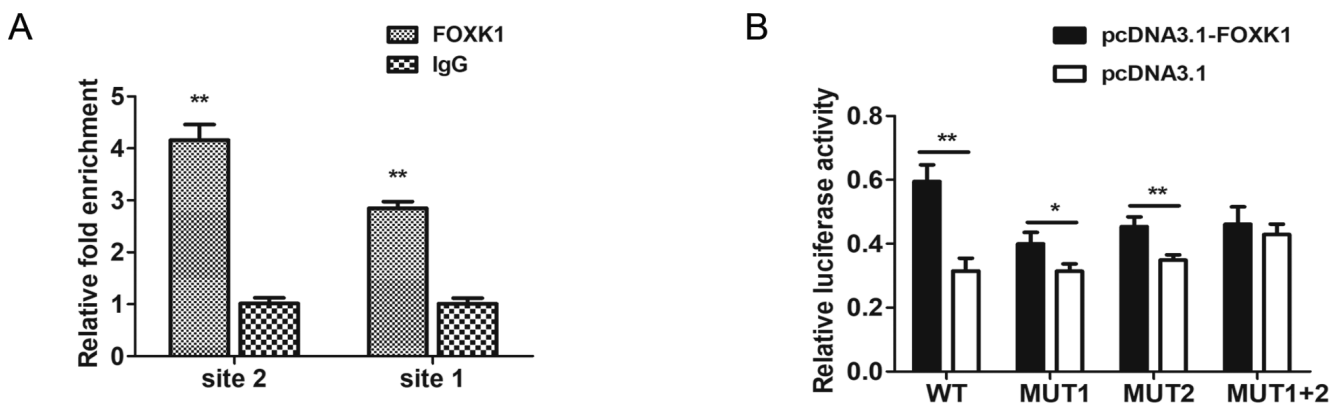 A
FOXK1
IgG
Relative fold enrichment
5
4
3
2
1
0
**
**
site 2
site 1
B
pcDNA3.1-FOXK1
pcDNA3.1
Relative luciferase activity
0.8
0.6
0.4
0.2
0.0
**
*
**
WT
MUT1
MUT2
MUT1+2